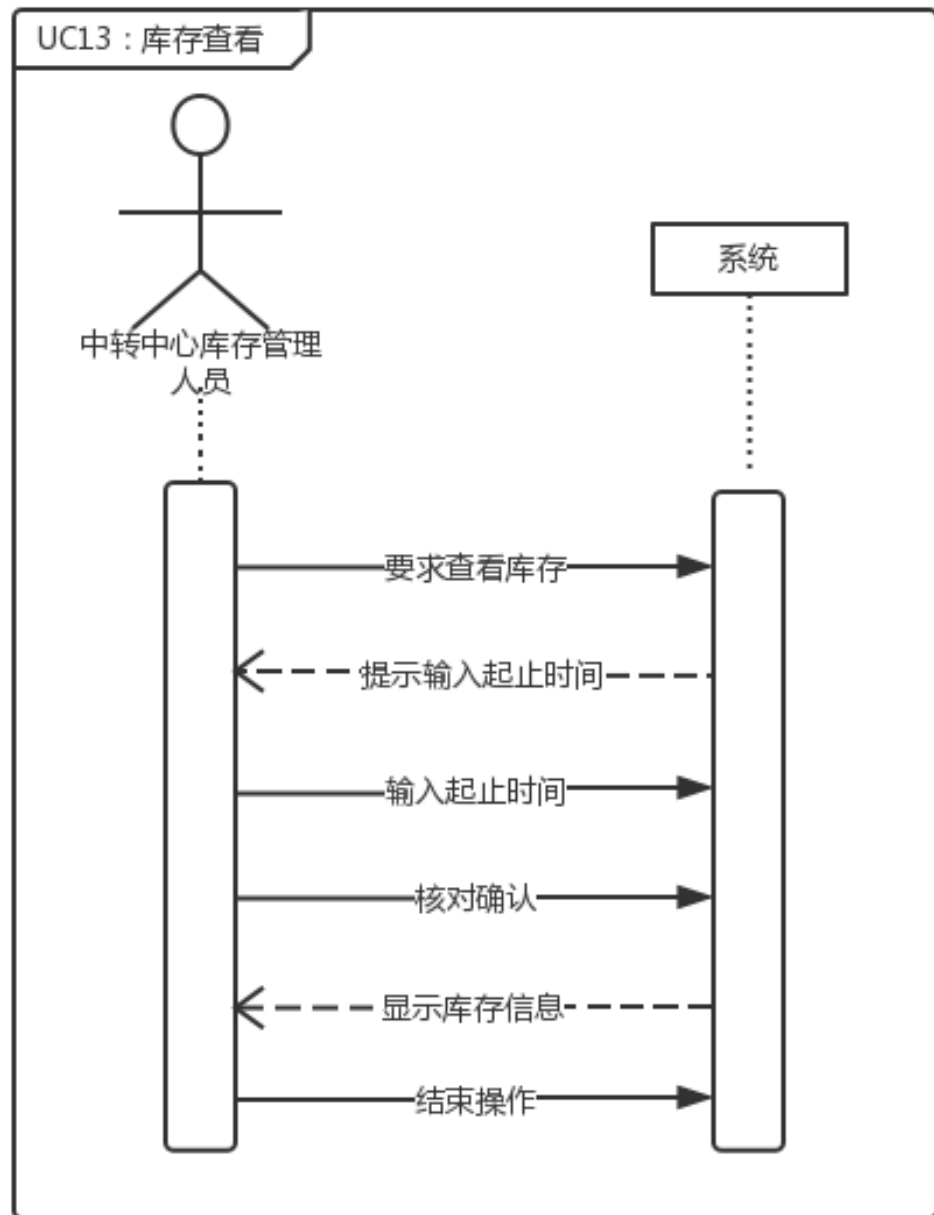 UC13：库存查看
系统
中转中心库存管理
人员
要求查看库存
提示输入起止时间
输入起止时间
核对确认
显示库存信息
结束操作